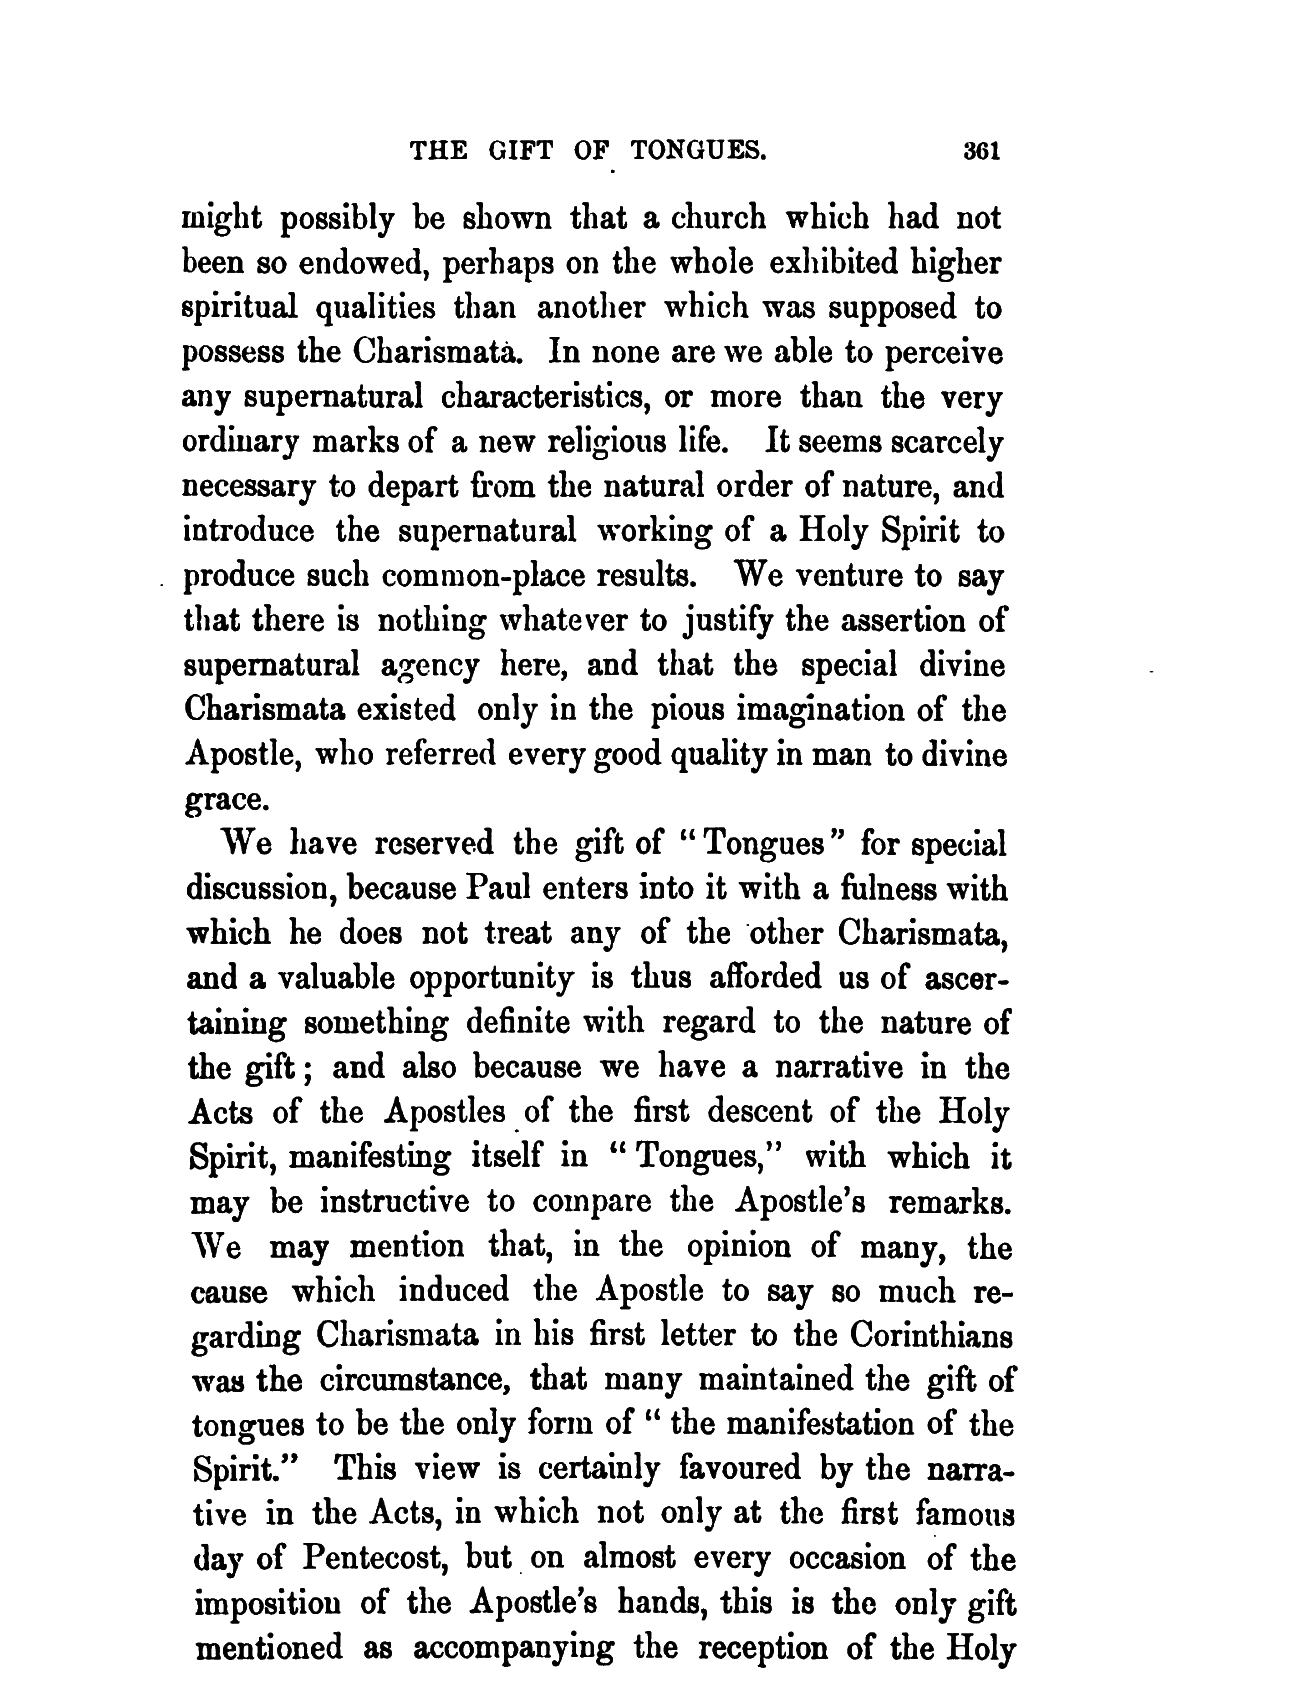 THE GIFT OF TONGUES. 361
might possibly be shown that a church which had not
been so endowed, perhaps on the whole exhibited higher
spiritual qualities than another which was supposed to
possess the Charismata. In none are we able to perceive
any supernatural characteristics, or more than the very
ordinary marks of a new religious life. It seems scarcely
necessary to depart from the natural order of nature, and
introduce the supernatural working of a Holy Spirit to
produce such common-place results. We venture to say
that there is nothing whatever to justify the assertion of
supernatural agency here, and that the special divine
Charismata existed only in the pious imagination of the
Apostle, who referred every good quality in man to divine
grace.
We have reserved the gift of “Tongues” for special
discussion, because Paul enters into it with a fulness with
which he does not treat any of the other Charismata,
and a valuable opportunity is thus afforded us of ascer-
taining something definite with regard to the nature of
the gift; and also because we have a narrative in the
Acts of the Apostles of the first descent of the Holy
Spirit, manifesting itself in “Tongues,” with which it
may be instructive to compare the Apostle's remarks.
We may mention that, in the opinion of many, the
cause which induced the Apostle to say so much re-
garding Charismata in his first letter to the Corinthians
was the circumstance, that many maintained the gift of
tongues to be the only form of “the manifestation of the
Spirit.” This view is certainly favoured by the narra-
tive in the Acts, in which not only at the first famous
day of Pentecost, but on almost every occasion of the
imposition of the Apostle's hands, this is the only gift
mentioned as accompanying the reception of the Holy